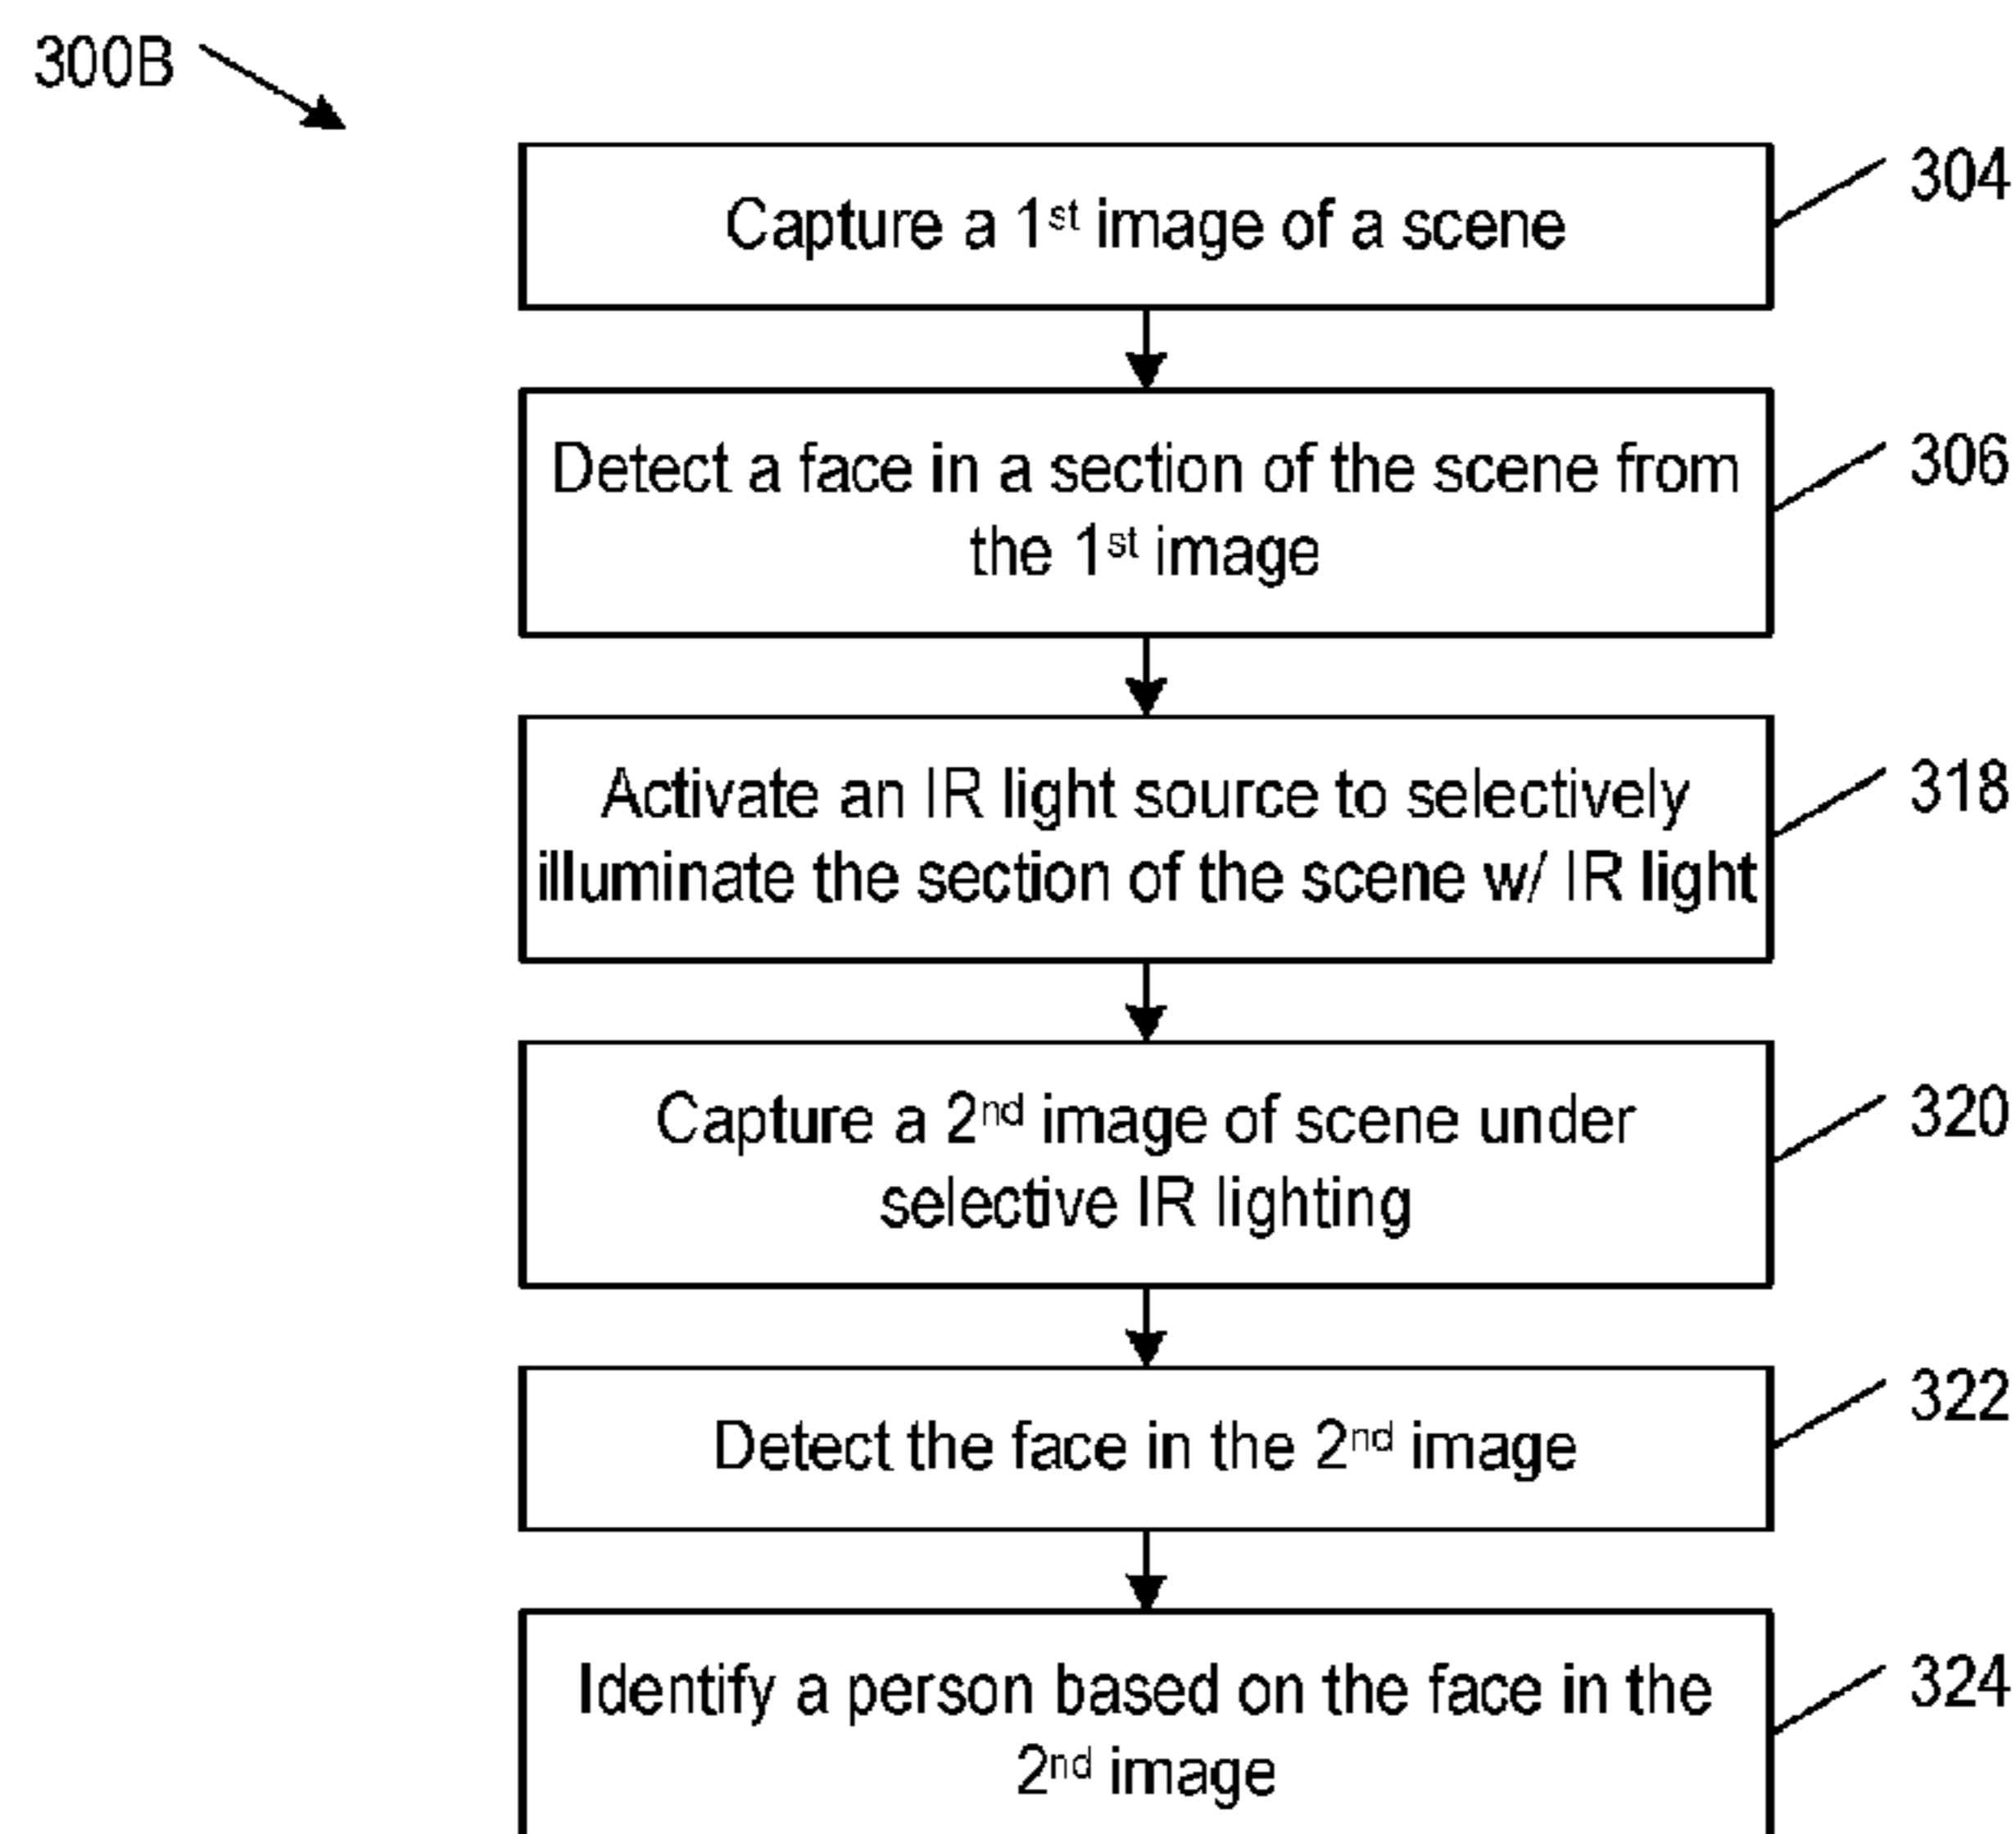 300B
Capture a 1st image of a scene
304
Detect a face in a section of the scene from
the 1st image
306
Activate an IR light source to selectively
illuminate the section of the scene w/ IR light
318
Capture a 2nd image of scene under
selective IR lighting
320
Detect the face in the 2nd image
322
Identify a person based on the face in the
2nd image
324